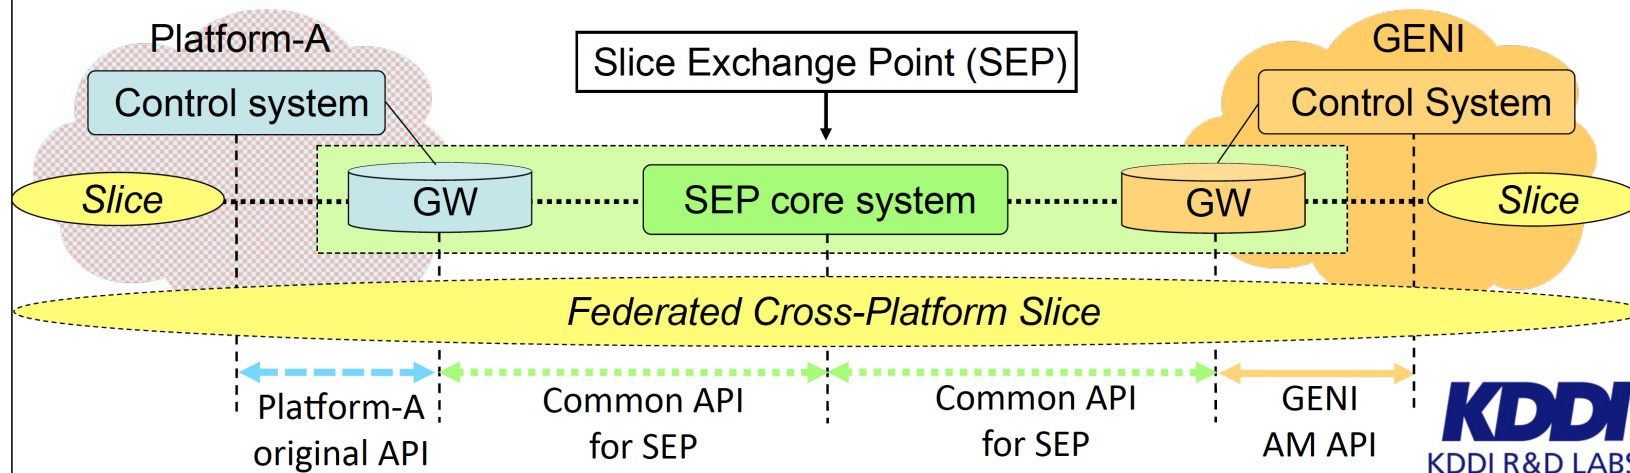 Platform-A
GENI
Slice Exchange Point (SEP)
Control system
Control System
Slice
GW
SEP core system
GW
Slice
Federated Cross-Platform Slice
Platform-A
original API
Common API
for SEP
Common API
for SEP
GENI
AM API
KDDI
KDDI R&D LABS